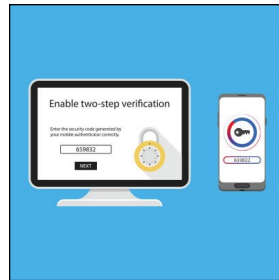 Enable two-step verification
Enter the security code generated by
your mobile authenticator correctly.
659832
NEXT
659832